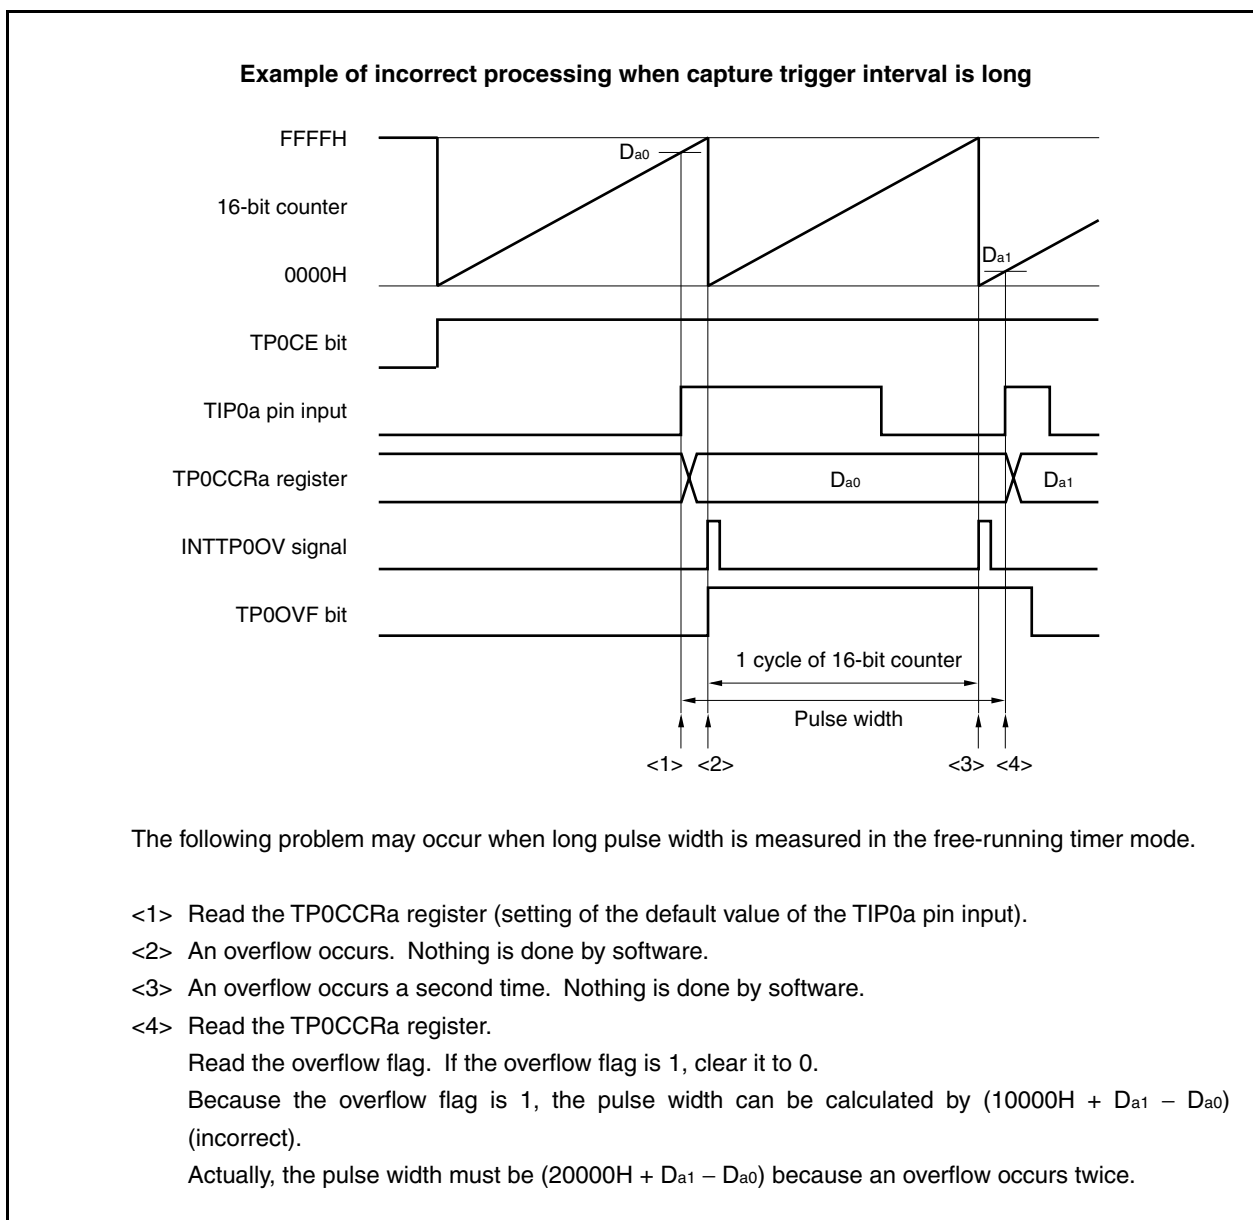 Example of incorrect processing when capture trigger interval is long
FFFFH
Da0
16-bit counter
Da1
0000H
TP0CE bit
TIP0a pin input
TP0CCRa register
Da0
Da1
INTTP0OV signal
TP0OVF bit
1 cycle of 16-bit counter
Pulse width
<1> <2> <3> <4>
The following problem may occur when long pulse width is measured in the free-running timer mode.
<1> Read the TP0CCRa register (setting of the default value of the TIP0a pin input).
<2> An overflow occurs. Nothing is done by software.
<3> An overflow occurs a second time. Nothing is done by software.
<4> Read the TP0CCRa register.
Read the overflow flag. If the overflow flag is 1, clear it to 0.
Because the overflow flag is 1, the pulse width can be calculated by (10000H + Da1 − Da0)
(incorrect).
Actually, the pulse width must be (20000H + Da1 − Da0) because an overflow occurs twice.